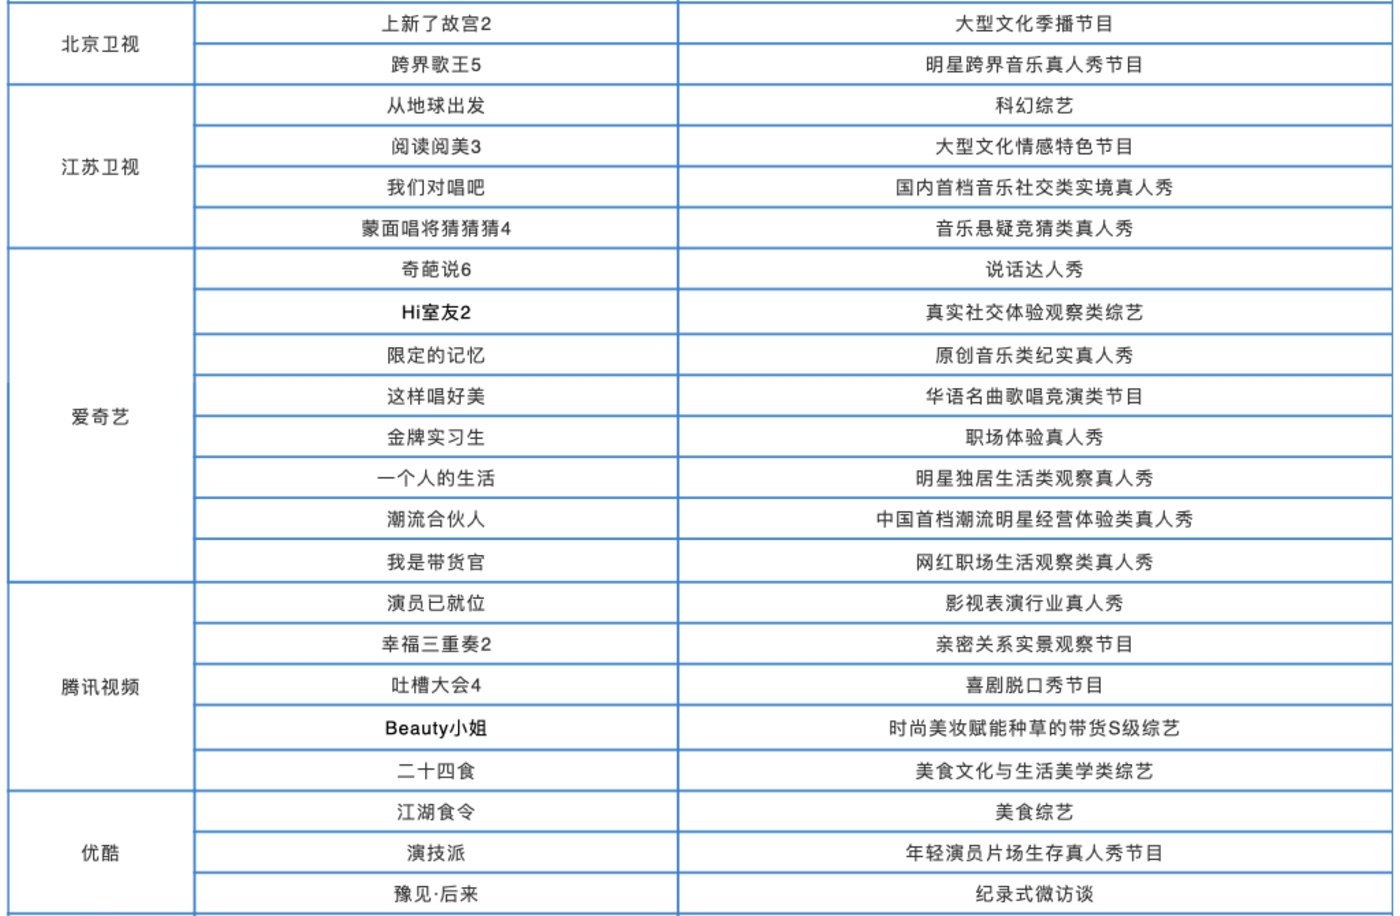 北京卫视
上新了故宫2 大型文化季播节目
跨界歌王5 明星跨界音乐真人秀节目
江苏卫视
从地球出发 科幻综艺
阅读阅美3 大型文化情感特色节目
我们对唱吧 国内首档音乐社交类实境真人秀
蒙面唱将猜猜猜4 音乐悬疑竞猜类真人秀
爱奇艺
奇葩说6 说话达人秀
Hi室友2 真实社交体验观察类综艺
限定的记忆 原创音乐类纪实真人秀
这样唱好美 华语名曲歌唱竞演类节目
金牌实习生 职场体验真人秀
一个人的生活 明星独居生活类观察真人秀
潮流合伙人 中国首档潮流明星经营体验类真人秀
我是带货官 网红职场生活观察类真人秀
腾讯视频
演员已就位 影视表演行业真人秀
幸福三重奏2 亲密关系实景观察节目
吐槽大会4 喜剧脱口秀节目
Beauty小姐 时尚美妆赋能种草的带货S级综艺
二十四食 美食文化与生活美学类综艺
优酷
江湖食令 美食综艺
演技派 年轻演员片场生存真人秀节目
豫见·后来 纪录式微访谈